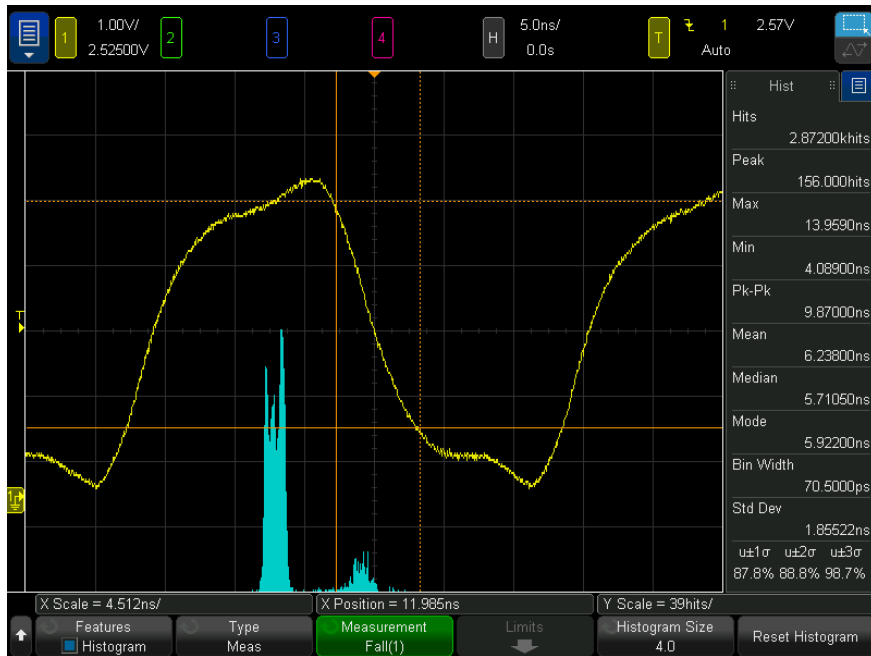 1 1.00V/ 2 3 4 H 5.0ns/ T 1 2.57V
2.52500V 0.0s Auto
Hist
Hits
2.87200khits
Peak
156.000hits
Max
13.9590ns
Min
4.08900ns
Pk-Pk
9.87000ns
Mean
6.23800ns
Median
5.71050ns
Mode
5.92200ns
Bin Width
70.5000ps
Std Dev
1.85522ns
u±1σ u±2σ u±3σ
87.8% 88.8% 98.7%
T
1
X Scale = 4.512ns/ X Position = 11.985ns Y Scale = 39hits/
Features Type Measurement Limits Histogram Size Reset Histogram
Histogram Meas Fall(1) 4.0